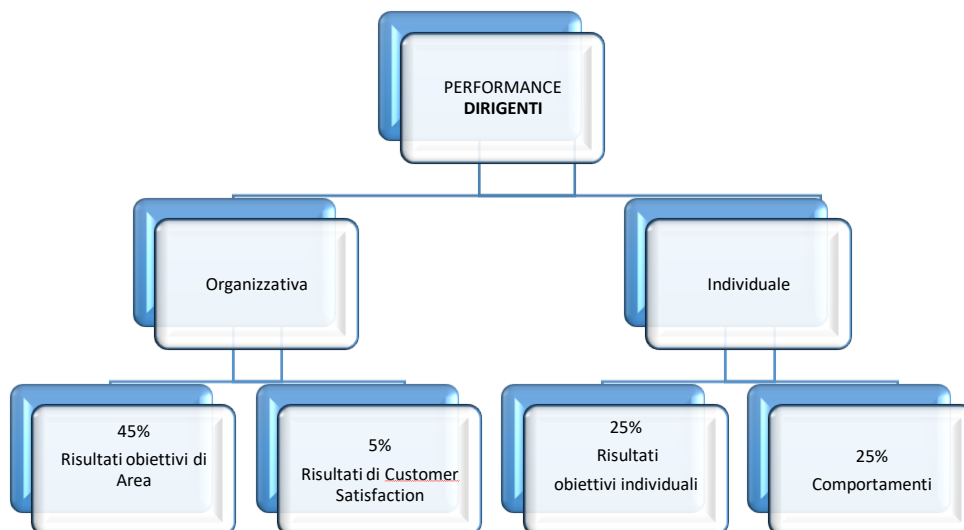 PERFORMANCE
DIRIGENTI
Organizzativa
Individuale
45%
Risultati obiettivi di
Area
5%
Risultati di Customer
Satisfaction
25%
Risultati
obiettivi individuali
25%
Comportamenti